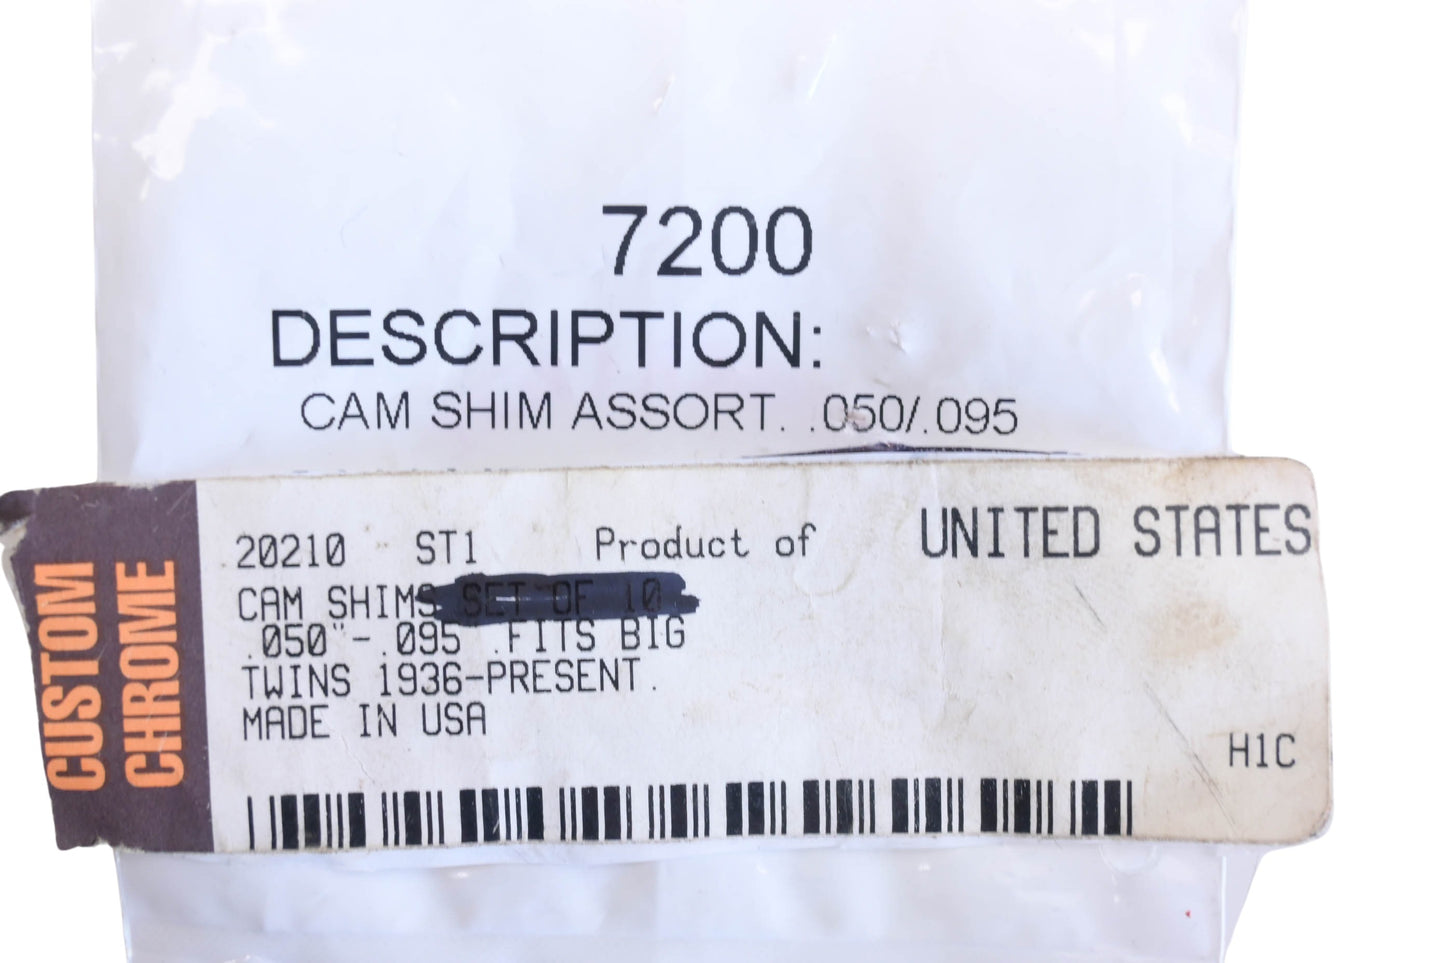 7200
DESCRIPTION:
CAM SHIM ASSORT. .050/.095
CUSTOM
CHROME
20210 ST1 Product of UNITED STATES
CAM SHIMS SET OF 10
.050"-.095 .FITS BIG
TWINS 1936-PRESENT.
MADE IN USA
H1C